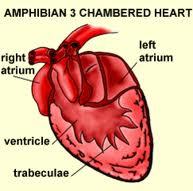 AMPHIBIAN 3 CHAMBERED HEART
right
atrium
left
atrium
ventricle
trabeculae